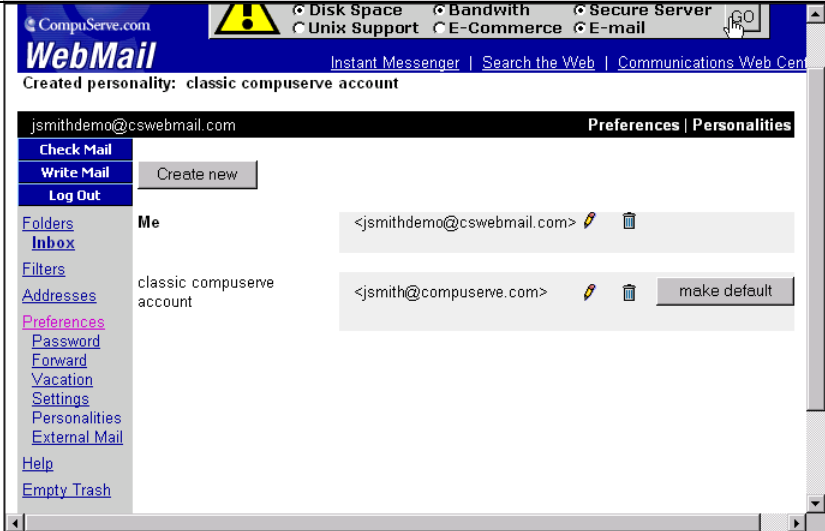 Disk Space Bandwith Secure Server GO
CompuServe.com Unix Support E-Commerce E-mail
WebMail
Instant Messenger | Search the Web | Communications Web Cen
Created personality: classic compuserve account
jsmithdemo@cswebmail.com Preferences | Personalities
Check Mail
Write Mail
Log Out
Create new
Folders
Inbox
Filters
Addresses
Preferences
Password
Forward
Vacation
Settings
Personalities
External Mail
Help
Empty Trash
Me <jsmithdemo@cswebmail.com>
classic compuserve
account
<jsmith@compuserve.com> make default